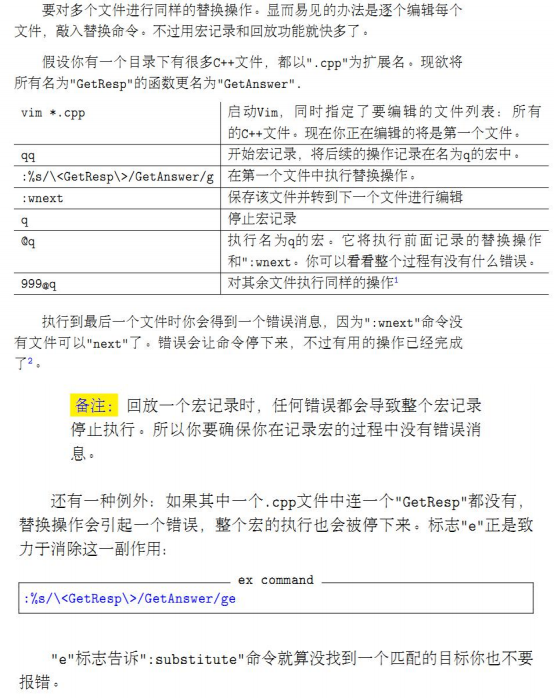 要对多个文件进行同样的替换操作。显而易见的办法是逐个编辑每个
文件，敲入替换命令。不过用宏记录和回放功能就快多了。
假设你有一个目录下有很多C++文件，都以".cpp"为扩展名。现欲将
所有名为"GetResp"的函数更名为"GetAnswer".
vim *.cpp
启动Vim，同时指定了要编辑的文件列表：所有
的C++文件。现在你正在编辑的将是第一个文件。
qq
开始宏记录，将后续的操作记录在名为q的宏中。
:%s/\<GetResp\>/GetAnswer/g
在第一个文件中执行替换操作。
:wnext
保存该文件并转到下一个文件进行编辑
q
停止宏记录
@q
执行名为q的宏。它将执行前面记录的替换操作
和":wnext。你可以看看整个过程有没有什么错误。
999@q
对其余文件执行同样的操作1
执行到最后一个文件时你会得到一个错误消息，因为":wnext"命令没
有文件可以"next"了。错误会让命令停下来，不过有用的操作已经完成
了2。
备注： 回放一个宏记录时，任何错误都会导致整个宏记录
停止执行。所以你要确保你在记录宏的过程中没有错误消
息。
还有一种例外：如果其中一个.cpp文件中连一个"GetResp"都没有，
替换操作会引起一个错误，整个宏的执行也会被停下来。标志"e"正是致
力于消除这一副作用：
ex command
:%s/\<GetResp\>/GetAnswer/ge
"e"标志告诉":substitute"命令就算没找到一个匹配的目标你也不要
报错。